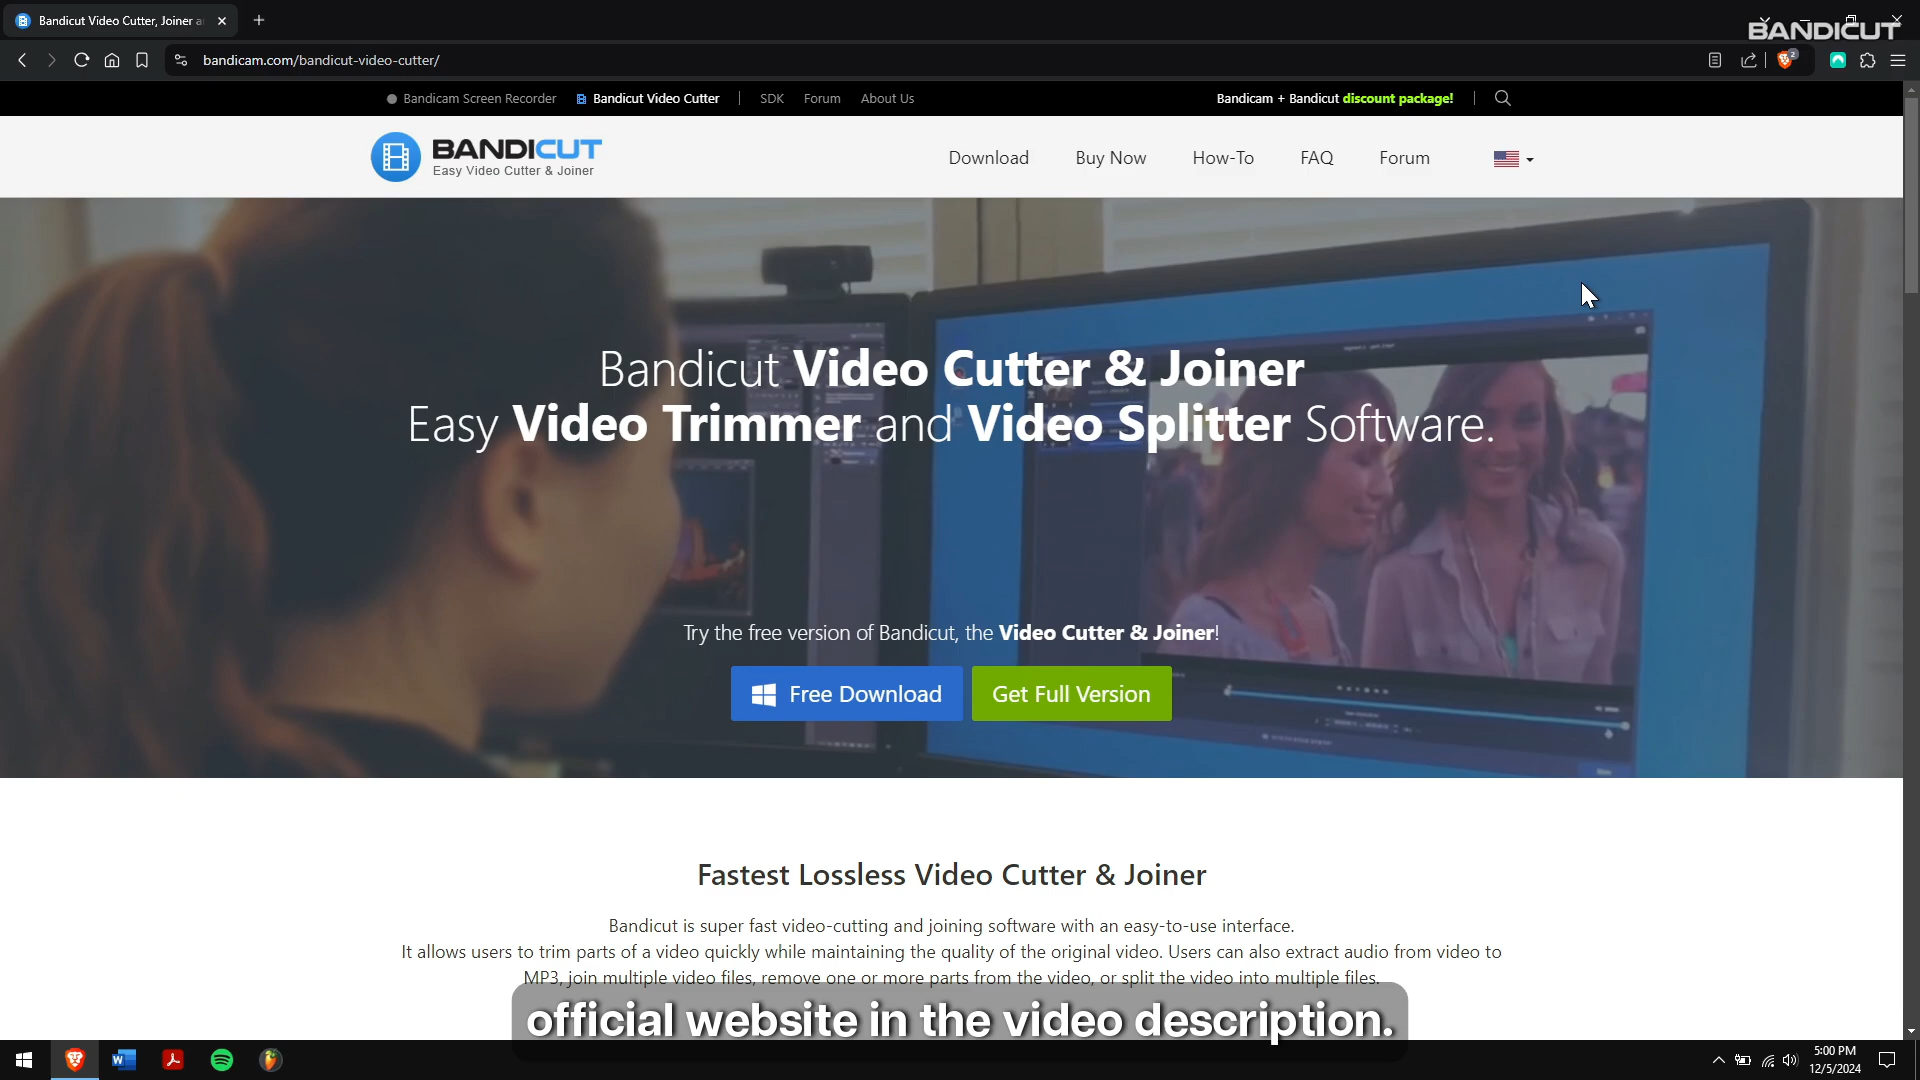 Bandicut Video Cutter, Joiner a
BANDICUT
bandicam.com/bandicut-video-cutter/
2
Bandicam Screen Recorder
Bandicut Video Cutter
SDK
Forum
About Us
Bandicam + Bandicut discount package!
BANDICUT
Easy Video Cutter & Joiner
Download
Buy Now
How-To
FAQ
Forum
Bandicut Video Cutter & Joiner
Easy Video Trimmer and Video Splitter Software.
Try the free version of Bandicut, the Video Cutter & Joiner!
Free Download
Get Full Version
Fastest Lossless Video Cutter & Joiner
Bandicut is super fast video-cutting and joining software with an easy-to-use interface.
It allows users to trim parts of a video quickly while maintaining the quality of the original video. Users can also extract audio from video to
MP3, join multiple video files, remove one or more parts from the video, or split the video into multiple files.
official website in the video description.
5:00 PM
12/5/2024